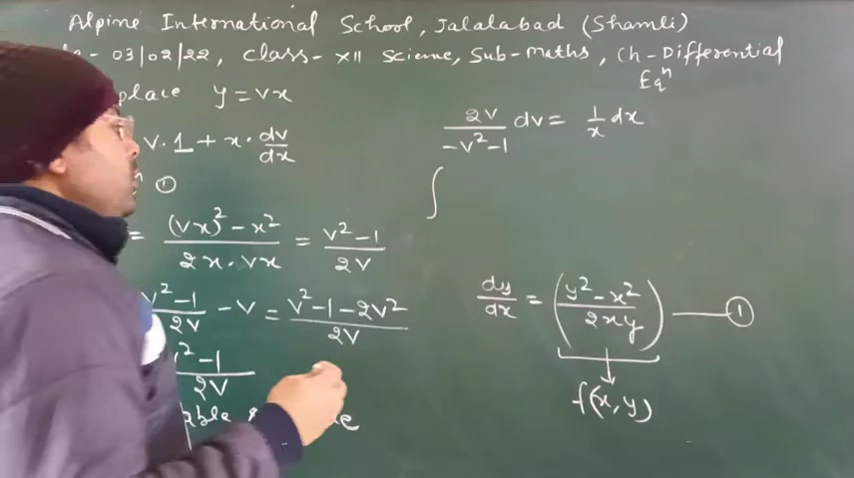 Alpine International School, Jalalabad (Shamli)
- 03/02/22, Class-XII Science, Sub-Maths, Ch-Differential
Eqⁿ
place y = vx
v·1 + x·dv/dx
①
= ((vx)² - x²)/(2x·vx) = (v² - 1)/(2v)
(v² - 1)/(2v) - v = (v² - 1 - 2v²)/(2v)
v² - 1/2v
2v/(-v² - 1) dv = 1/x dx
∫
dy/dx = ((y² - x²)/(2xy)) — ①
f(x, y)